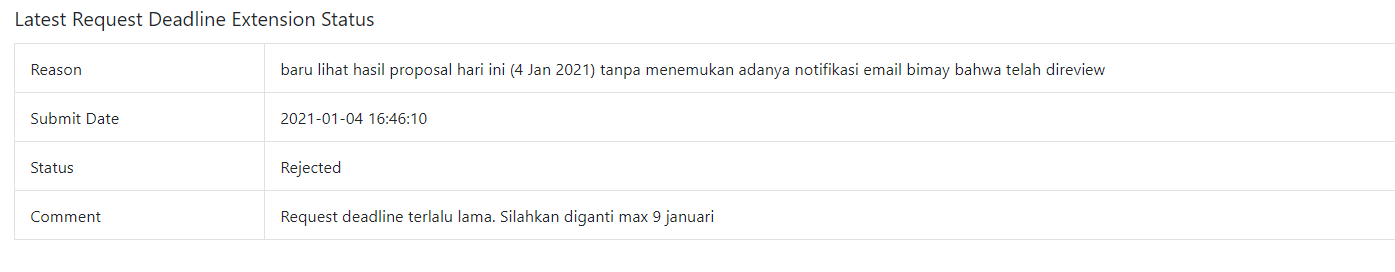 Latest Request Deadline Extension Status
Reason baru lihat hasil proposal hari ini (4 Jan 2021) tanpa menemukan adanya notifikasi email bimay bahwa telah direview
Submit Date 2021-01-04 16:46:10
Status Rejected
Comment Request deadline terlalu lama. Silahkan diganti max 9 januari